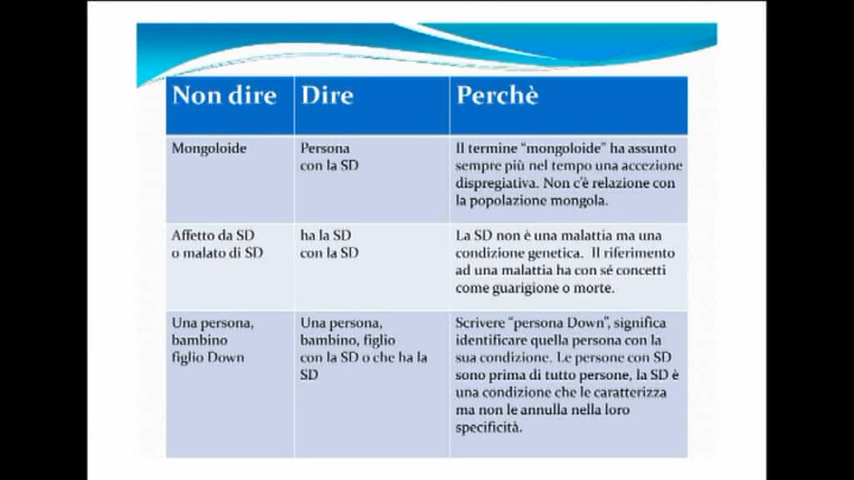 Non dire
Dire
Perchè
Mongoloide
Persona
con la SD
Il termine “mongoloide” ha assunto
sempre più nel tempo una accezione
dispregiativa. Non c’è relazione con
la popolazione mongola.
Affetto da SD
o malato di SD
ha la SD
con la SD
La SD non è una malattia ma una
condizione genetica. Il riferimento
ad una malattia ha con sé concetti
come guarigione o morte.
Una persona,
bambino
figlio Down
Una persona,
bambino, figlio
con la SD o che ha la
SD
Scrivere “persona Down”, significa
identificare quella persona con la
sua condizione. Le persone con SD
sono prima di tutto persone, la SD è
una condizione che le caratterizza
ma non le annulla nella loro
specificità.